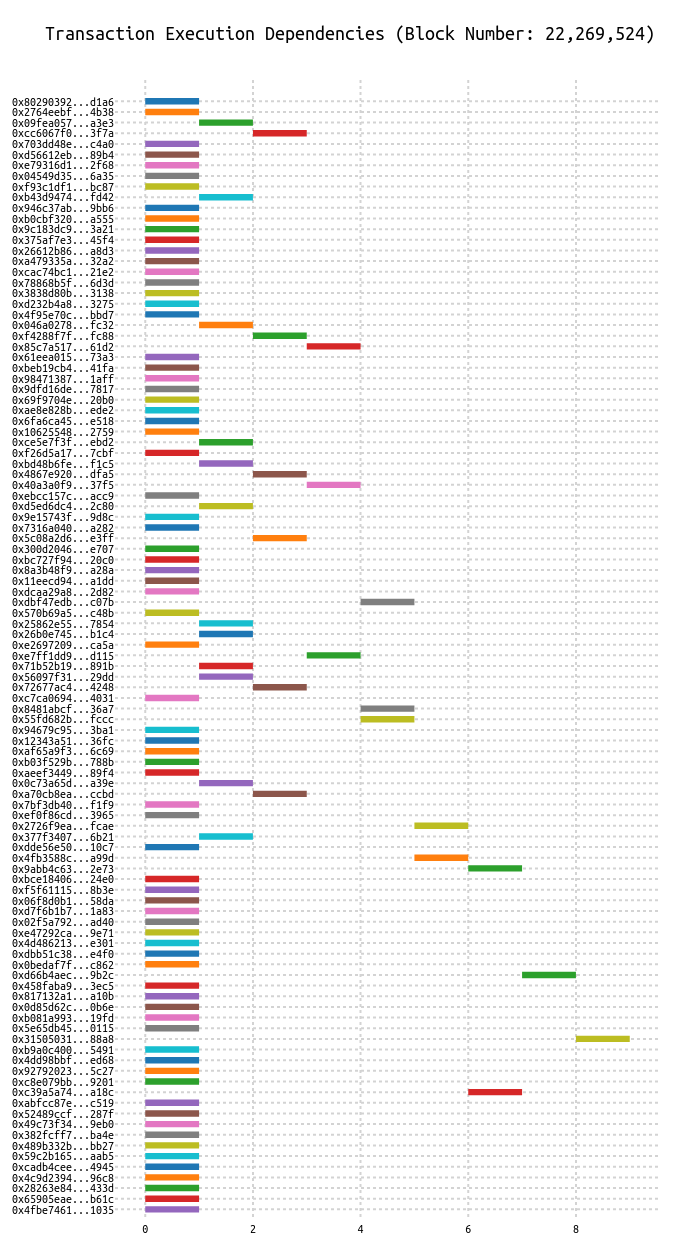 Transaction Execution Dependencies (Block Number: 22,269,524)
0x80290392...d1a6
0x2764eebf...4b38
0x09fea057...a3e3
0xcc6067f0...3f7a
0x703dd48e...c4a0
0xd56612eb...89b4
0xe79316d1...2f68
0x04549d35...6a35
0xf93c1df1...bc87
0xb43d9474...fd42
0x946c37ab...9bb6
0xb0cbf320...a555
0x9c183dc9...3a21
0x375af7e3...45f4
0x26612b86...a8d3
0xa479335a...32a2
0xcac74bc1...21e2
0x78868b5f...6d3d
0x3838d80b...3138
0xd232b4a8...3275
0x4f95e70c...bbd7
0x046a0278...fc32
0xf4288f7f...fc88
0x85c7a517...61d2
0x61eea015...73a3
0xbeb19cb4...41fa
0x98471387...1aff
0x9dfd16de...7817
0x69f9704e...20b0
0xae8e828b...ede2
0x6fa6ca45...e518
0x10625548...2759
0xce5e7f3f...ebd2
0xf26d5a17...7cbf
0xbd48b6fe...f1c5
0x4867e920...dfa5
0x40a3a0f9...37f5
0xebcc157c...acc9
0xd5ed6dc4...2c80
0x9e15743f...9d8c
0x7316a040...a282
0x5c08a2d6...e3ff
0x300d2046...e707
0xbc727f94...20c0
0x8a3b48f9...a28a
0x11eecd94...a1dd
0xdcaa29a8...2d82
0xdbf47edb...c07b
0x570b69a5...c48b
0x25862e55...7854
0x26b0e745...b1c4
0xe2697209...ca5a
0xe7ff1dd9...d115
0x71b52b19...891b
0x56097f31...29dd
0x72677ac4...4248
0xc7ca0694...4031
0x8481abcf...36a7
0x55fd682b...fccc
0x94679c95...3ba1
0x12343a51...36fc
0xaf65a9f3...6c69
0xb03f529b...788b
0xaeef3449...89f4
0x0c73a65d...a39e
0xa70cb8ea...ccbd
0x7bf3db40...f1f9
0xef0f86cd...3965
0x2726f9ea...fcae
0x377f3407...6b21
0xdde56e50...10c7
0x4fb3588c...a99d
0x9abb4c63...2e73
0xbce18406...24e0
0xf5f61115...8b3e
0x06f8d0b1...58da
0xd7f6b1b7...1a83
0x02f5a792...ad40
0xe47292ca...9e71
0x4d486213...e301
0xdbb51c38...e4f0
0x0bedaf7f...c862
0xd66b4aec...9b2c
0x458faba9...3ec5
0x817132a1...a10b
0x0d85d62c...0b6e
0xb081a993...19fd
0x5e65db45...0115
0x31505031...88a8
0xb9a0c400...5491
0x4dd98bbf...ed68
0x92792023...5c27
0xc8e079bb...9201
0xc39a5a74...a18c
0xabfcc87e...c519
0x52489ccf...287f
0x49c73f34...9eb0
0x382fcff7...ba4e
0x489b332b...bb27
0x59c2b165...aab5
0xcadb4cee...4945
0x4c9d2394...96c8
0x28263e84...433d
0x65905eae...b61c
0x4fbe7461...1035
0 2 4 6 8